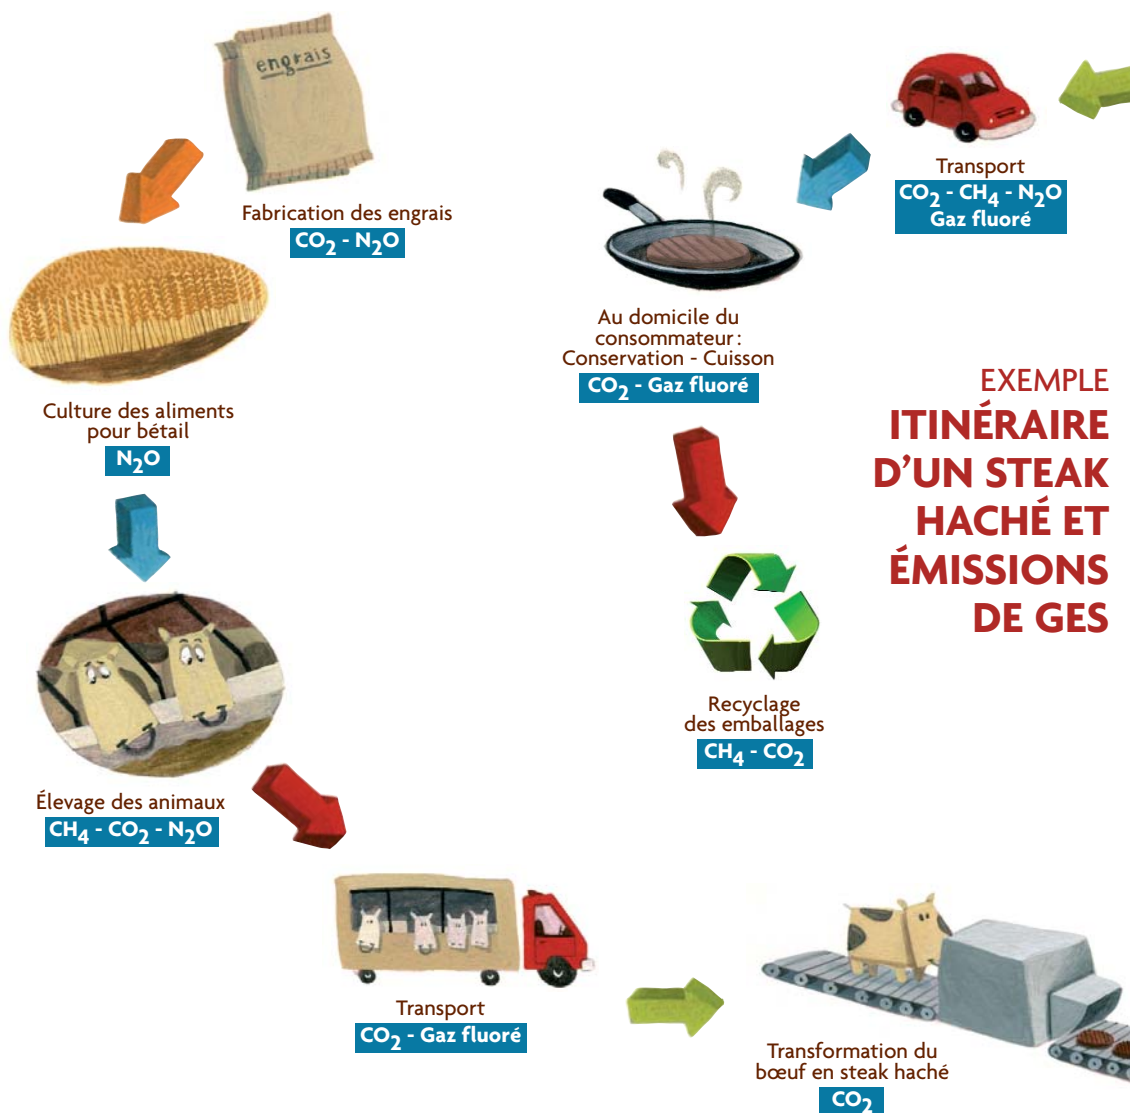 engrais
Fabrication des engrais
CO₂ - N₂O
Culture des aliments
pour bétail
N₂O
Élevage des animaux
CH₄ - CO₂ - N₂O
Transport
CO₂ - Gaz fluoré
Transformation du
bœuf en steak haché
CO₂
Transport
CO₂ - CH₄ - N₂O
Gaz fluoré
Au domicile du
consommateur :
Conservation - Cuisson
CO₂ - Gaz fluoré
Recyclage
des emballages
CH₄ - CO₂
EXEMPLE
ITINÉRAIRE
D’UN STEAK
HACHÉ ET
ÉMISSIONS
DE GES